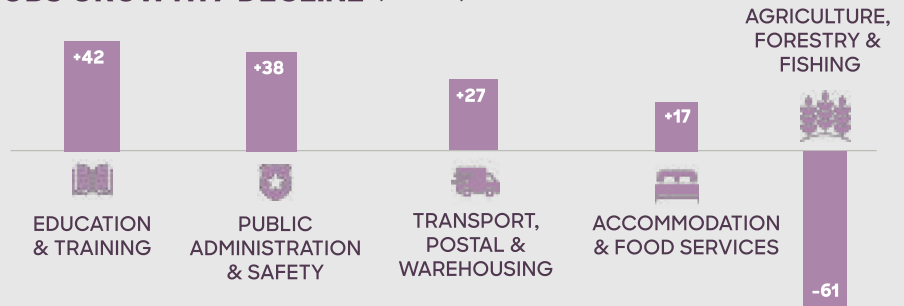 AGRICULTURE,
FORESTRY &
FISHING
+42
+38
+27
+17
-61
EDUCATION
& TRAINING
PUBLIC
ADMINISTRATION
& SAFETY
TRANSPORT,
POSTAL &
WAREHOUSING
ACCOMMODATION
& FOOD SERVICES